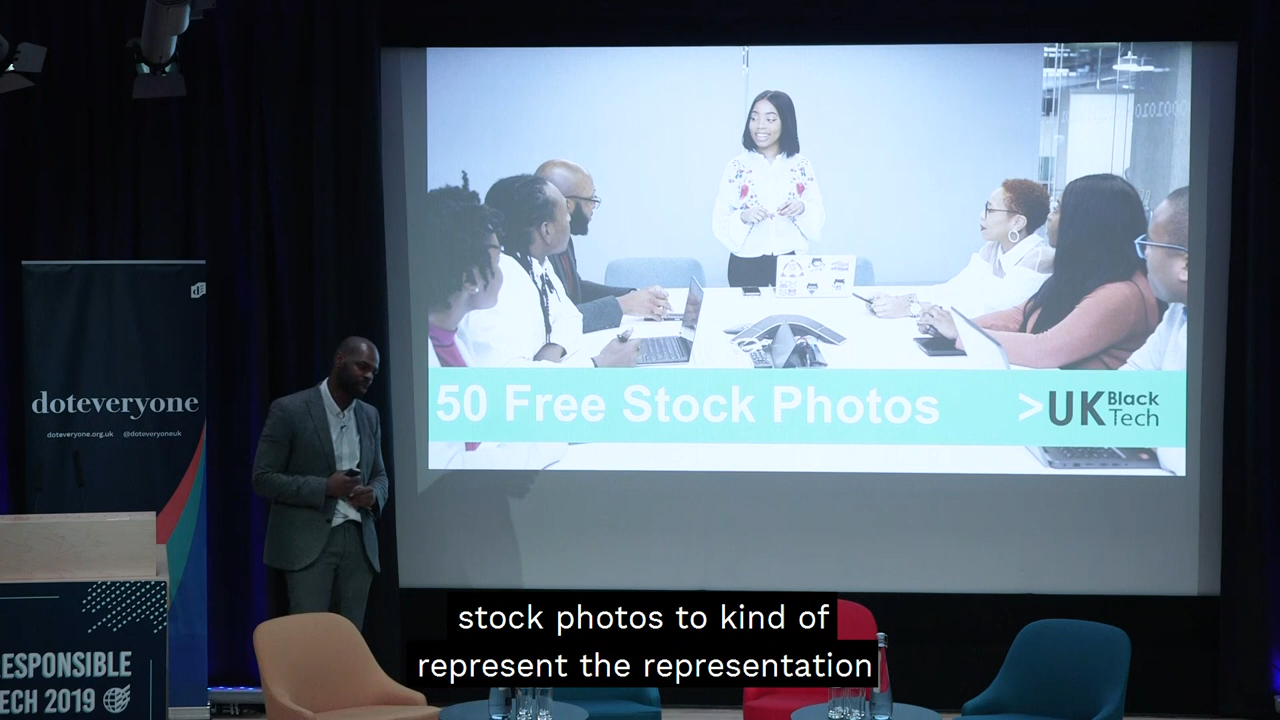 50 Free Stock Photos
>UK Black Tech
doteveryone
doteveryone.org.uk @doteveryoneuk
ESPONSIBLE
ECH 2019
stock photos to kind of
represent the representation